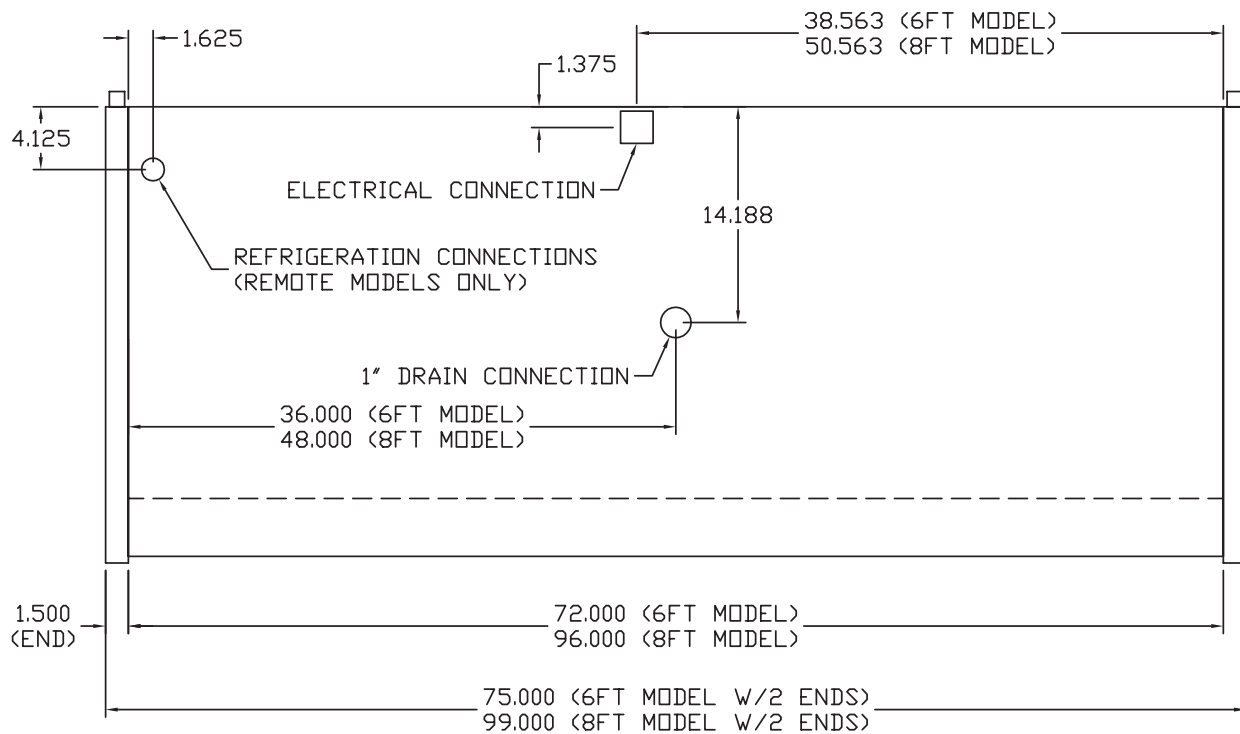 38.563 (6FT MODEL)
50.563 (8FT MODEL)
1.625
1.375
4.125
ELECTRICAL CONNECTION
14.188
REFRIGERATION CONNECTIONS
(REMOTE MODELS ONLY)
1" DRAIN CONNECTION
36.000 (6FT MODEL)
48.000 (8FT MODEL)
1.500
(END)
72.000 (6FT MODEL)
96.000 (8FT MODEL)
75.000 (6FT MODEL W/2 ENDS)
99.000 (8FT MODEL W/2 ENDS)